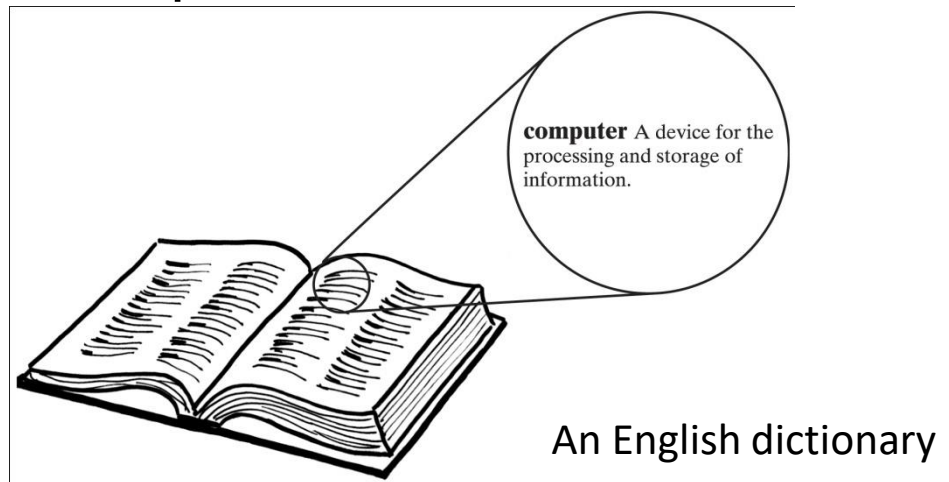 computer A device for the
processing and storage of
information.
An English dictionary